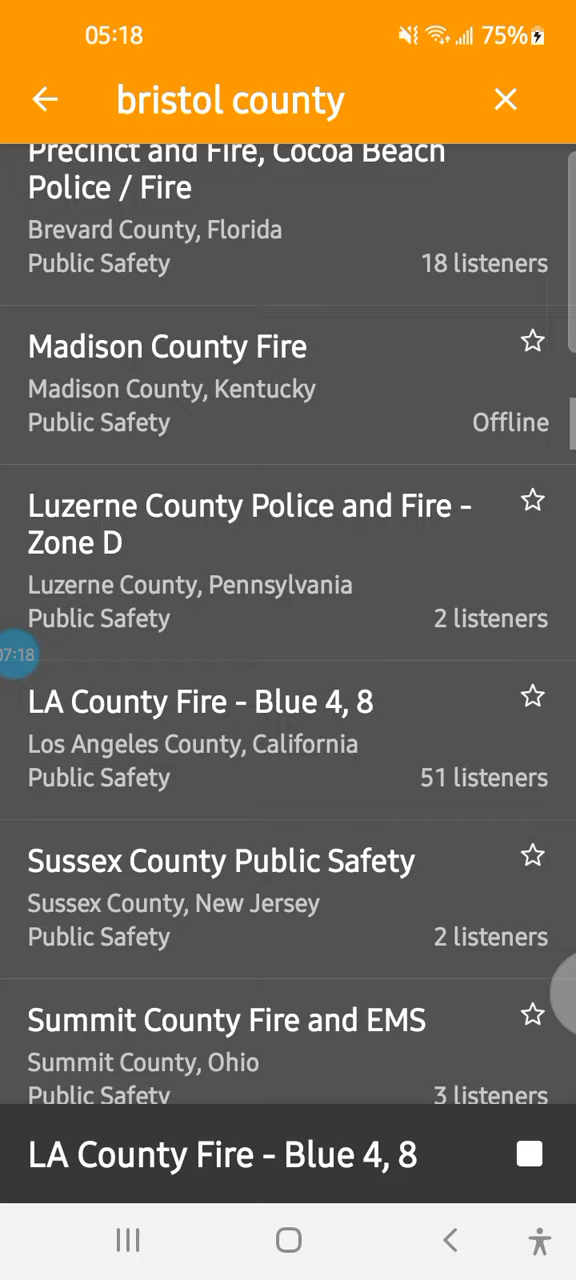 05:18
75%
bristol county
Precinct and Fire, Cocoa Beach
Police / Fire
Brevard County, Florida
Public Safety 18 listeners
Madison County Fire
Madison County, Kentucky
Public Safety Offline
Luzerne County Police and Fire -
Zone D
Luzerne County, Pennsylvania
Public Safety 2 listeners
07:18
LA County Fire - Blue 4, 8
Los Angeles County, California
Public Safety 51 listeners
Sussex County Public Safety
Sussex County, New Jersey
Public Safety 2 listeners
Summit County Fire and EMS
Summit County, Ohio
Public Safety 3 listeners
LA County Fire - Blue 4, 8